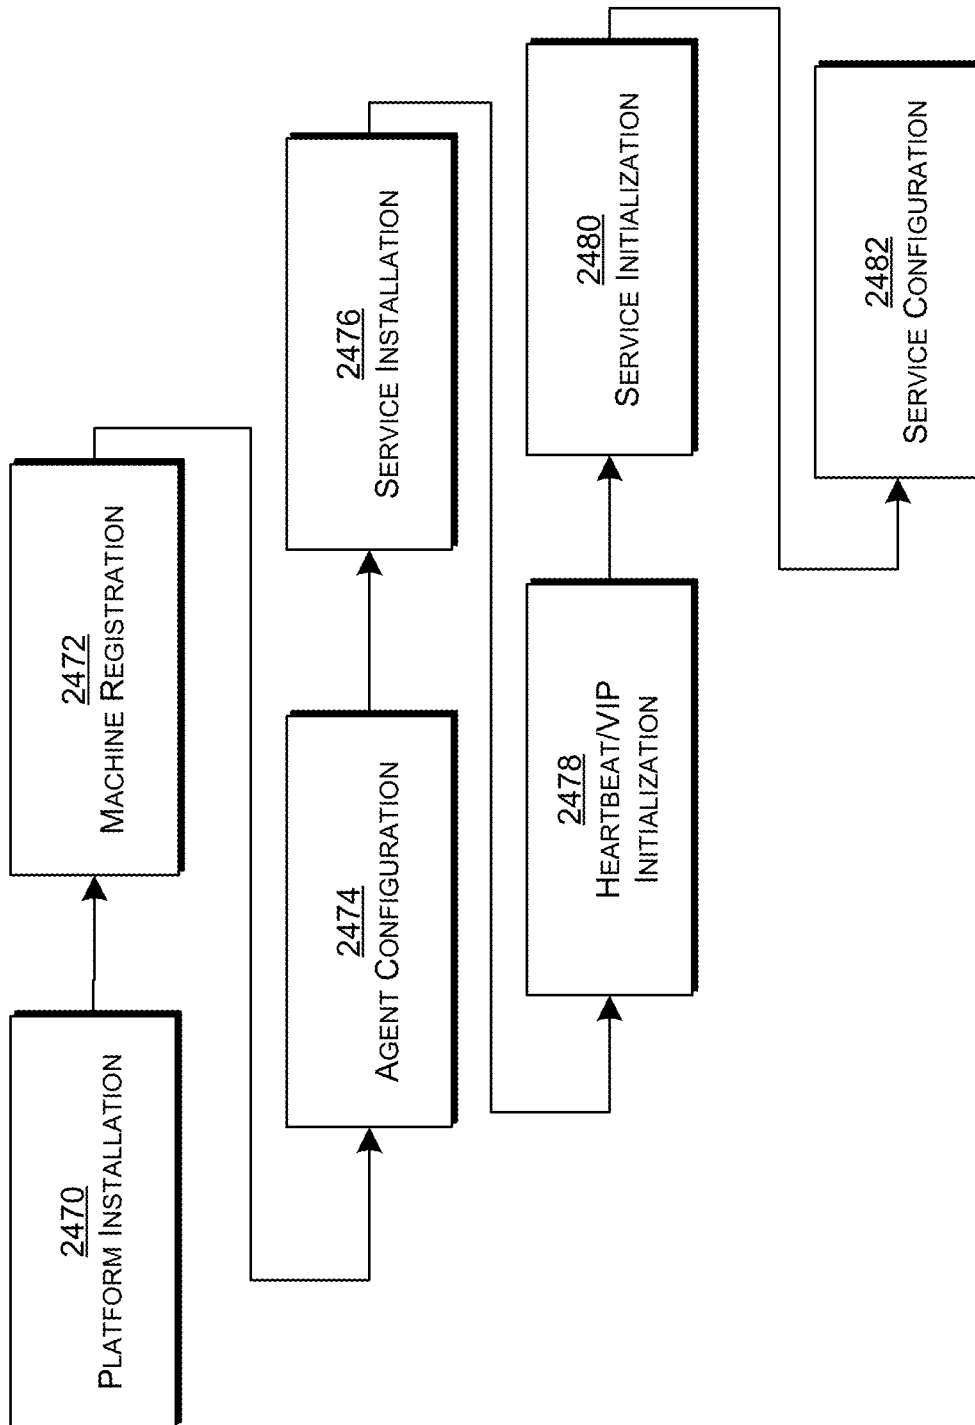 2470
PLATFORM INSTALLATION
2472
MACHINE REGISTRATION
2474
AGENT CONFIGURATION
2476
SERVICE INSTALLATION
2478
HEARTBEAT/VIP
INITIALIZATION
2480
SERVICE INITIALIZATION
2482
SERVICE CONFIGURATION